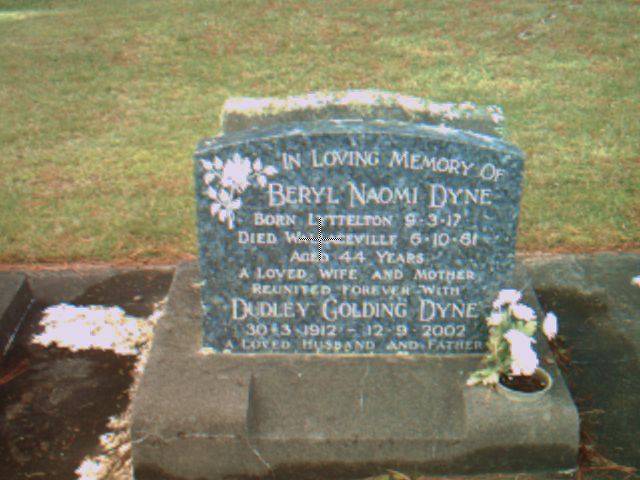 IN LOVING MEMORY OF
BERYL NAOMI DYNE
BORN LYTTELTON 9-3-17
DIED 6-10-61
AGED 44 YEARS
A LOVED WIFE AND MOTHER
REUNITED FOREVER WITH
DUDLEY GOLDING DYNE
30-3-1912 - 12-9-2002
A LOVED HUSBAND AND FATHER